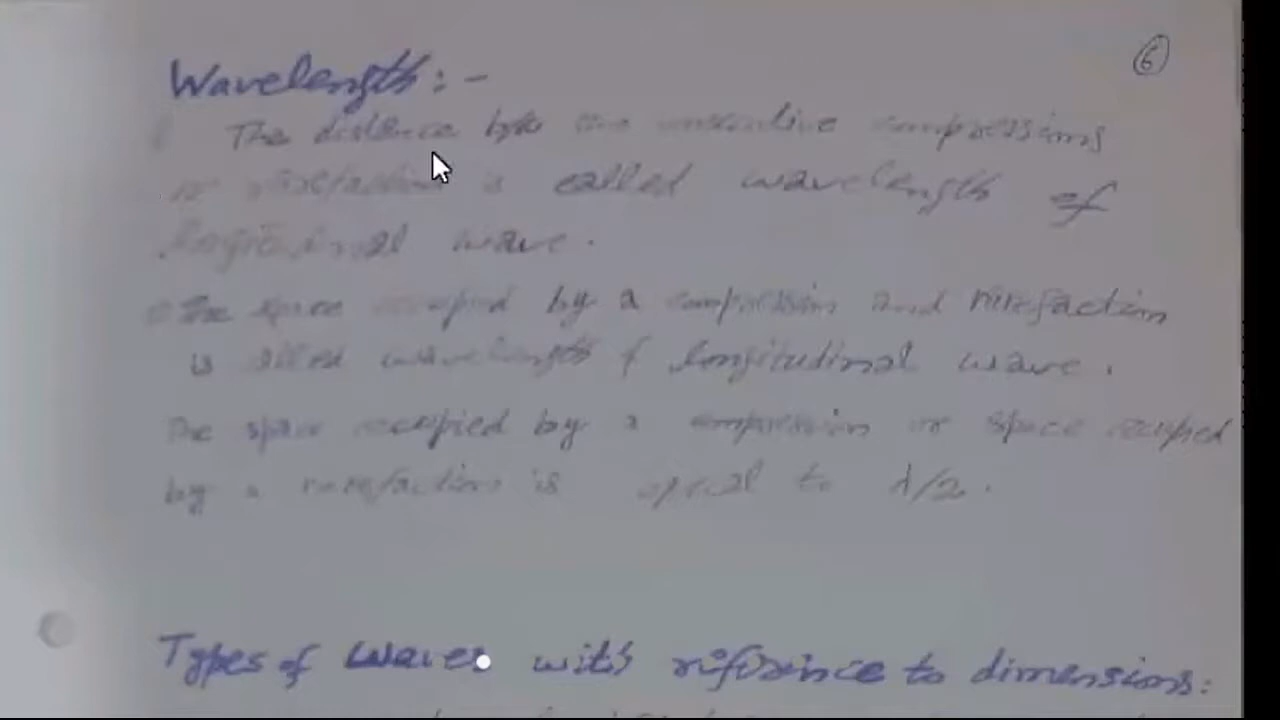 6
Wavelength:-
The distance b/w two consecutive compressions
or rarefaction is called wavelength of
longitudinal wave.
The space occupied by a compression and rarefaction
is called wavelength of longitudinal wave.
The space occupied by a compression or space occupied
by a rarefaction is equal to λ/2.
Types of waves with reference to dimensions: